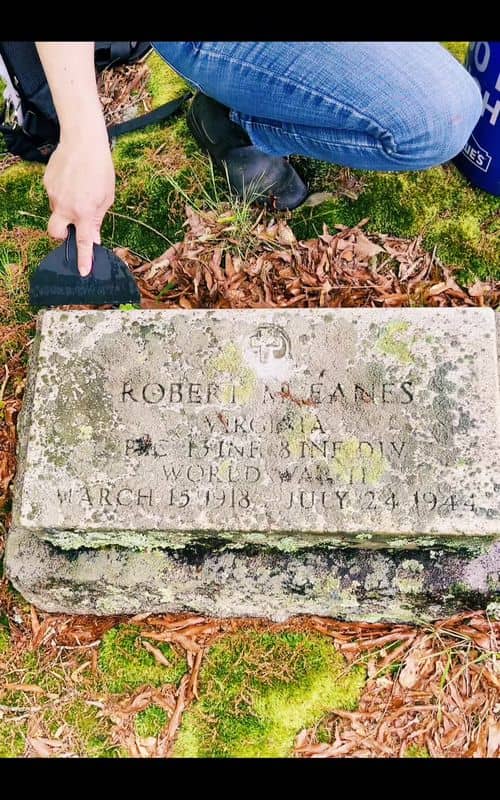 ROBERT M. EANES
VIRGINIA
PFC 13 INF 8 INF DIV
WORLD WAR II
MARCH 15 1918 JULY 24 1944